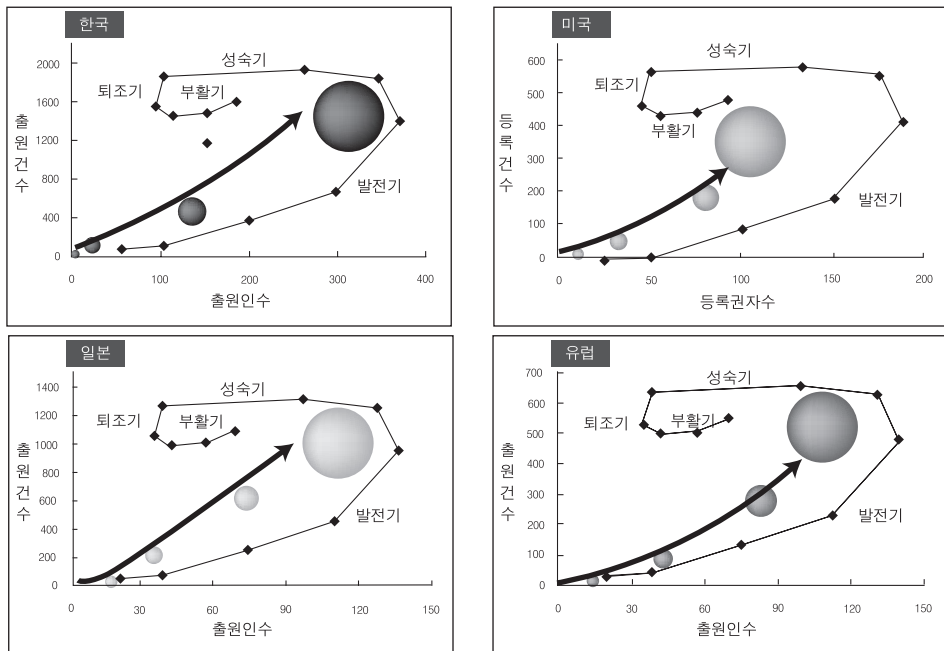 한국
2000
1600
1200
800
400
0
0 100 200 300 400
출원건수
출원인수
성숙기
퇴조기
부활기
발전기
미국
600
500
400
300
200
100
0
0 50 100 150 200
등록건수
등록권자수
성숙기
퇴조기
부활기
발전기
일본
1400
1200
1000
800
600
400
200
0
0 30 60 90 120 150
출원건수
출원인수
성숙기
퇴조기
부활기
발전기
유럽
700
600
500
400
300
200
100
0
0 30 60 90 120 150
출원건수
출원인수
성숙기
퇴조기
부활기
발전기